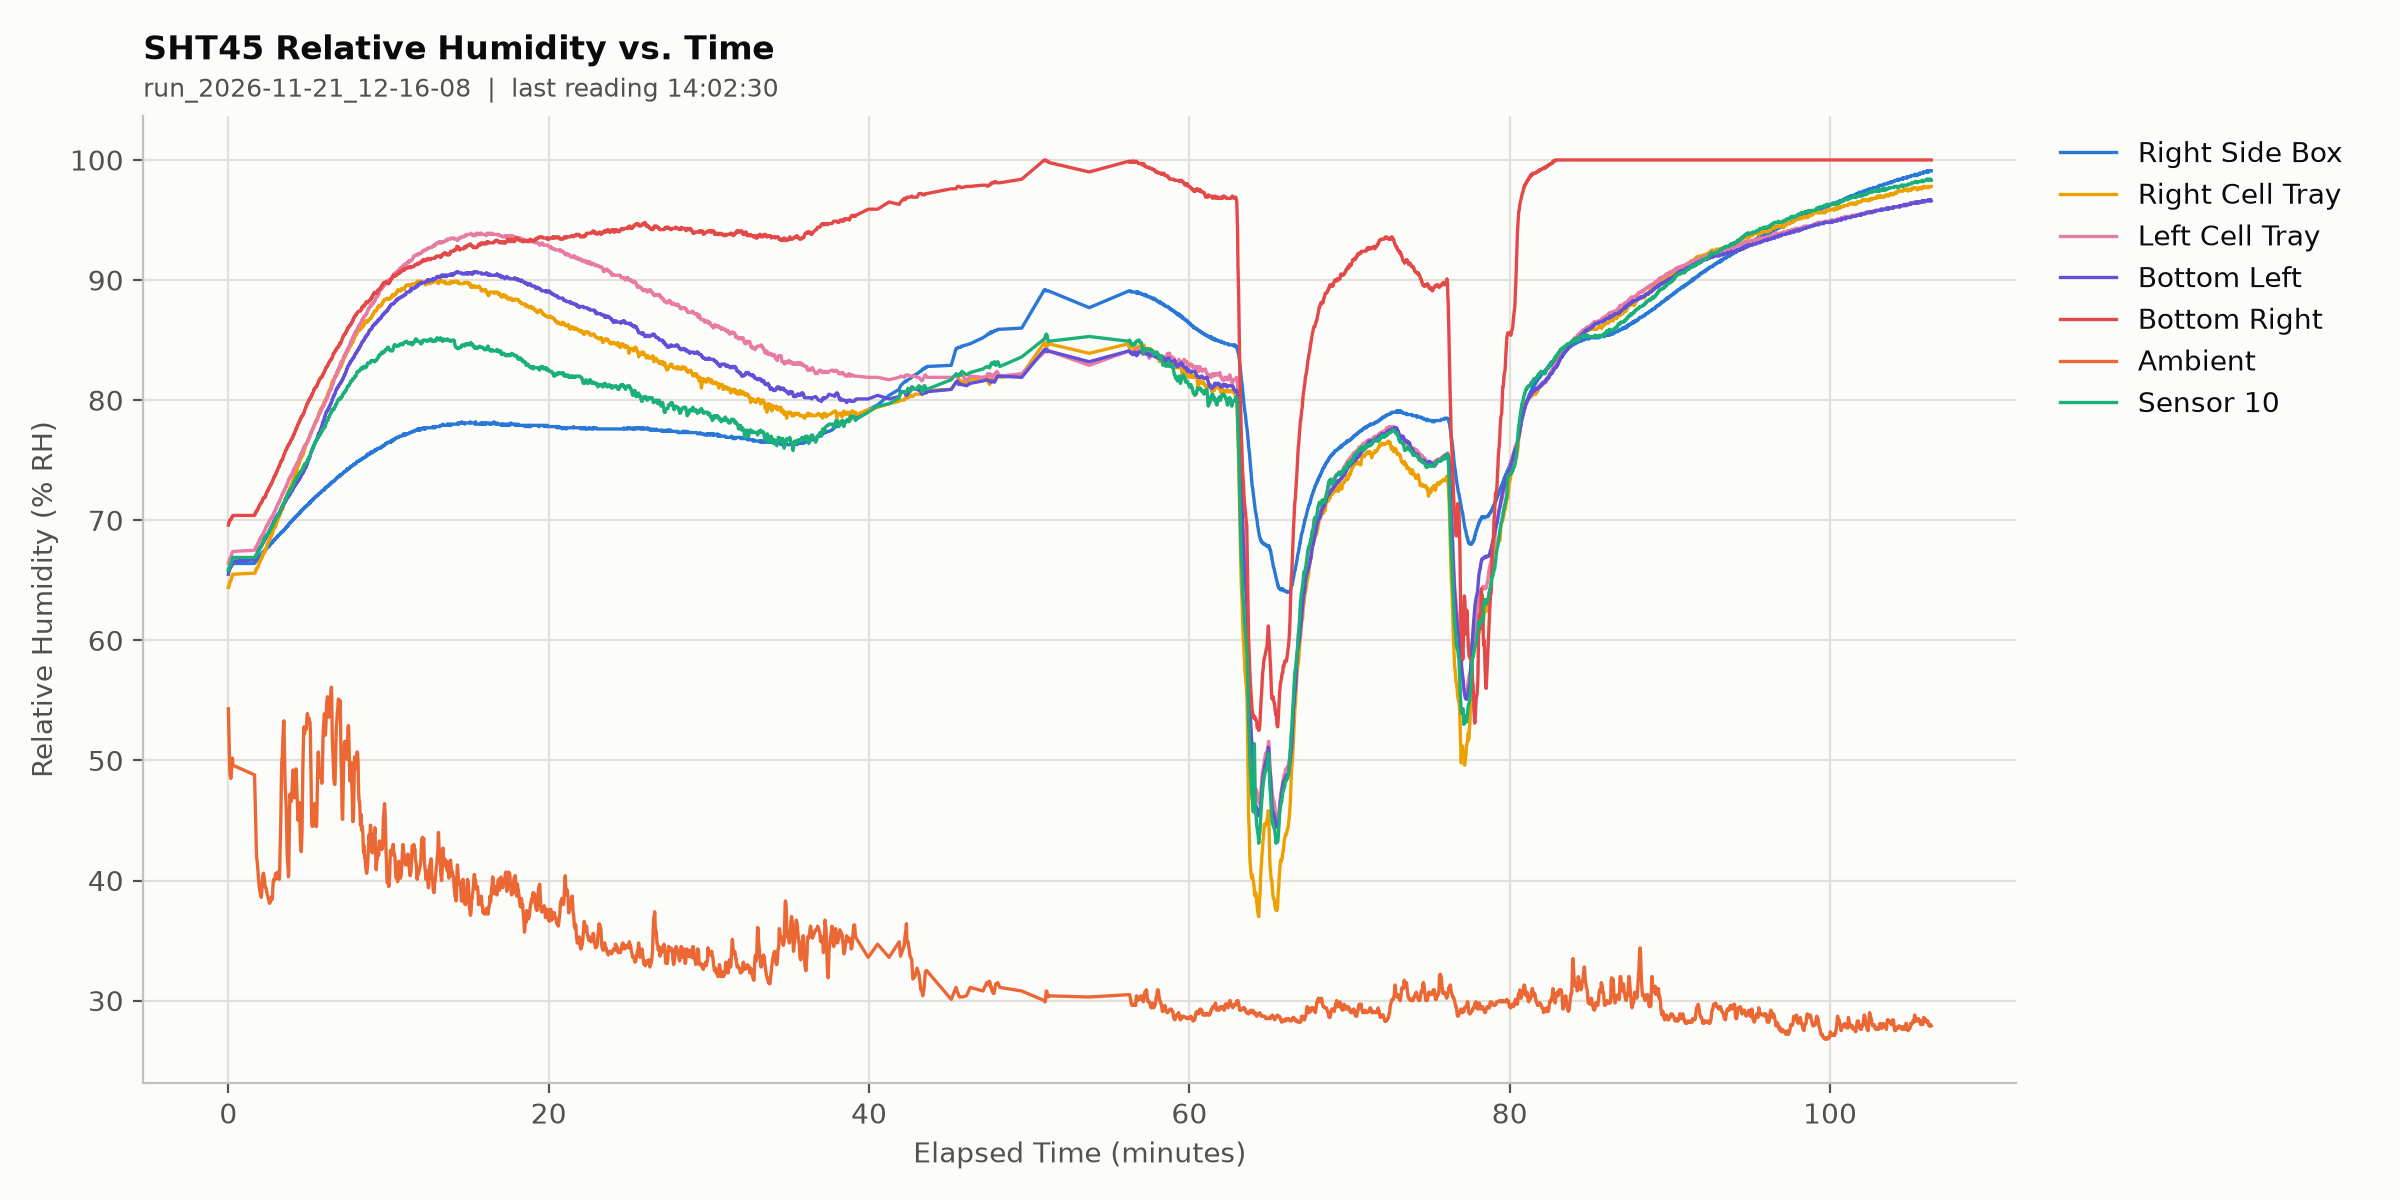 SHT45 Relative Humidity vs. Time
run_2026-11-21_12-16-08 | last reading 14:02:30
Relative Humidity (% RH)
100
90
80
70
60
50
40
30
0
20
40
60
80
100
Elapsed Time (minutes)
Right Side Box
Right Cell Tray
Left Cell Tray
Bottom Left
Bottom Right
Ambient
Sensor 10